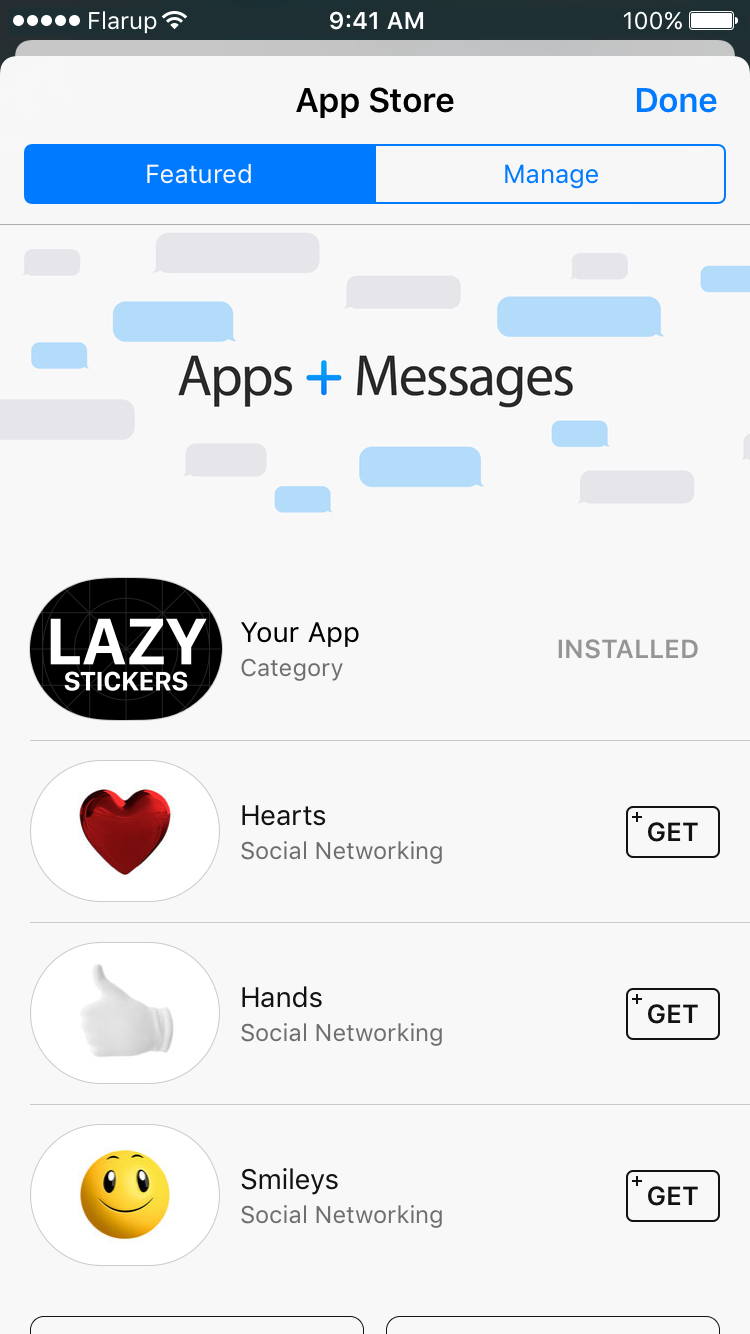 Flarup 9:41 AM 100%
App Store Done
Featured Manage
Apps + Messages
LAZY
STICKERS
Your App
Category
INSTALLED
Hearts
Social Networking
+ GET
Hands
Social Networking
+ GET
Smileys
Social Networking
+ GET